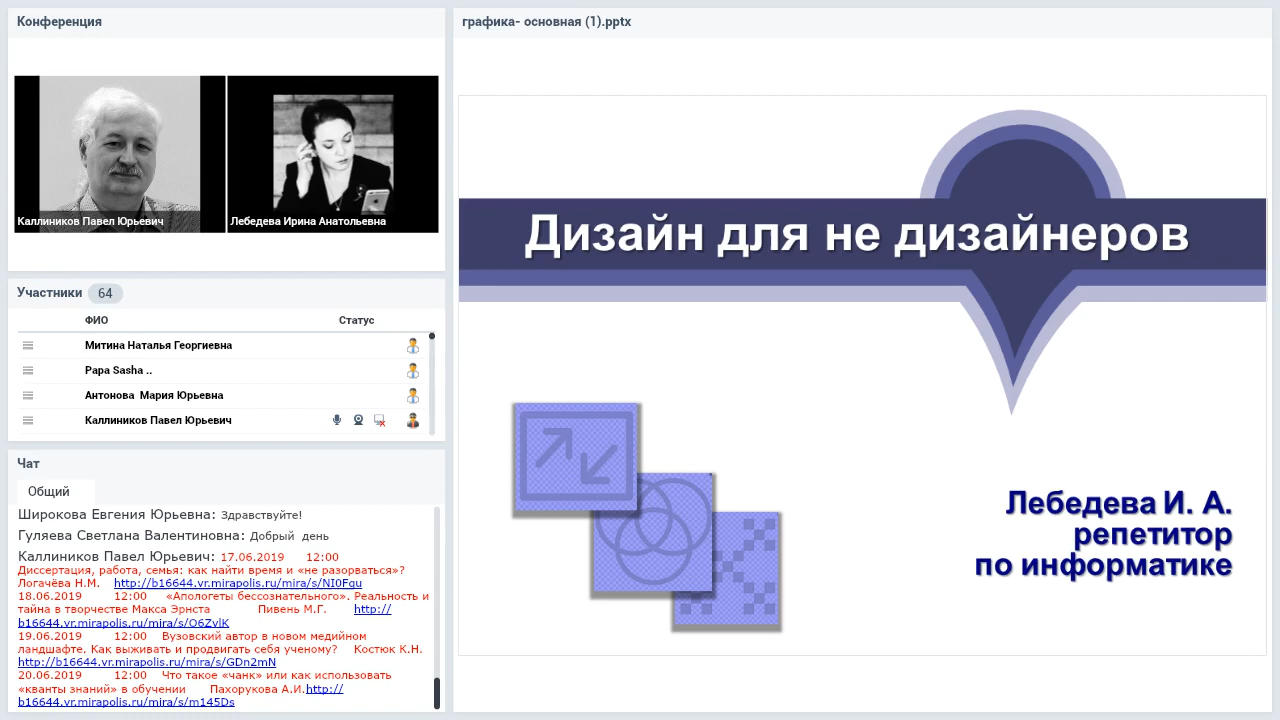 Конференция
Каллиников Павел Юрьевич
Лебедева Ирина Анатольевна
Участники 64
ФИО Статус
Митина Наталья Георгиевна
Papa Sasha ..
Антонова Мария Юрьевна
Каллиников Павел Юрьевич
Чат
Общий
Широкова Евгения Юрьевна: Здравствуйте!
Гуляева Светлана Валентиновна: Добрый день
Каллиников Павел Юрьевич: 17.06.2019 12:00
Диссертация, работа, семья: как найти время и «не разорваться»?
Логачёва Н.М. http://b16644.vr.mirapolis.ru/mira/s/NI0Fgu
18.06.2019 12:00 «Апологеты бессознательного». Реальность и
тайна в творчестве Макса Эрнста Пивень М.Г. http://
b16644.vr.mirapolis.ru/mira/s/O6ZylK
19.06.2019 12:00 Вузовский автор в новом медийном
ландшафте. Как выживать и продвигать себя ученому? Костюк К.Н.
http://b16644.vr.mirapolis.ru/mira/s/GDn2mN
20.06.2019 12:00 Что такое «чанк» или как использовать
«кванты знаний» в обучении Пахорукова А.И.http://
b16644.vr.mirapolis.ru/mira/s/m145Ds
графика- основная (1).pptx
Дизайн для не дизайнеров
Лебедева И. А.
репетитор
по информатике